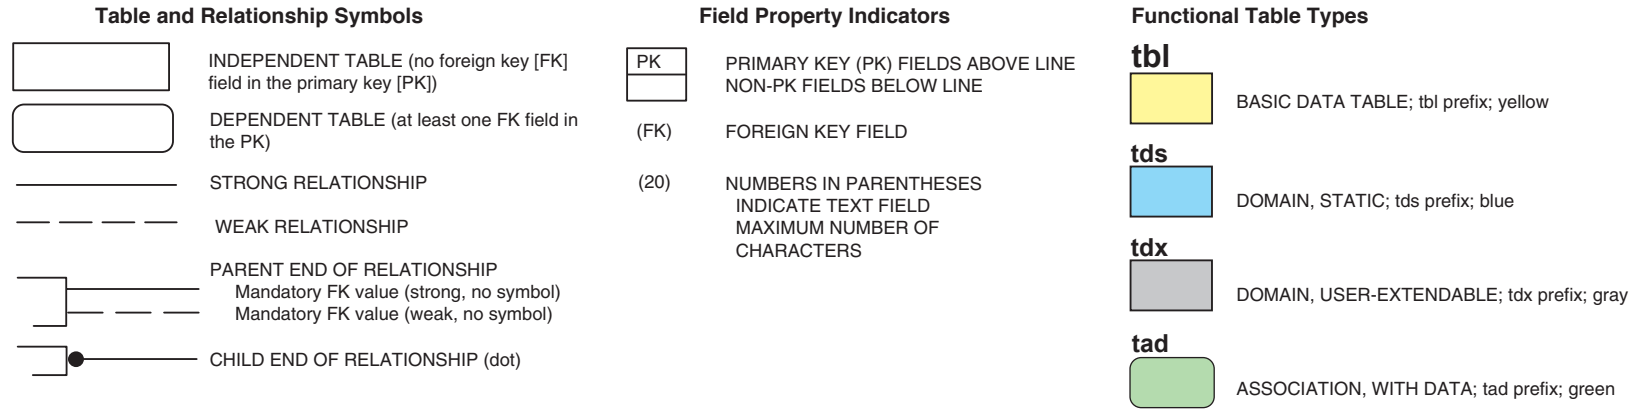 Table and Relationship Symbols
INDEPENDENT TABLE (no foreign key [FK]
field in the primary key [PK])
DEPENDENT TABLE (at least one FK field in
the PK)
STRONG RELATIONSHIP
WEAK RELATIONSHIP
PARENT END OF RELATIONSHIP
Mandatory FK value (strong, no symbol)
Mandatory FK value (weak, no symbol)
CHILD END OF RELATIONSHIP (dot)
Field Property Indicators
PK
PRIMARY KEY (PK) FIELDS ABOVE LINE
NON-PK FIELDS BELOW LINE
(FK) FOREIGN KEY FIELD
(20) NUMBERS IN PARENTHESES
INDICATE TEXT FIELD
MAXIMUM NUMBER OF
CHARACTERS
Functional Table Types
tbl
BASIC DATA TABLE; tbl prefix; yellow
tds
DOMAIN, STATIC; tds prefix; blue
tdx
DOMAIN, USER-EXTENDABLE; tdx prefix; gray
tad
ASSOCIATION, WITH DATA; tad prefix; green